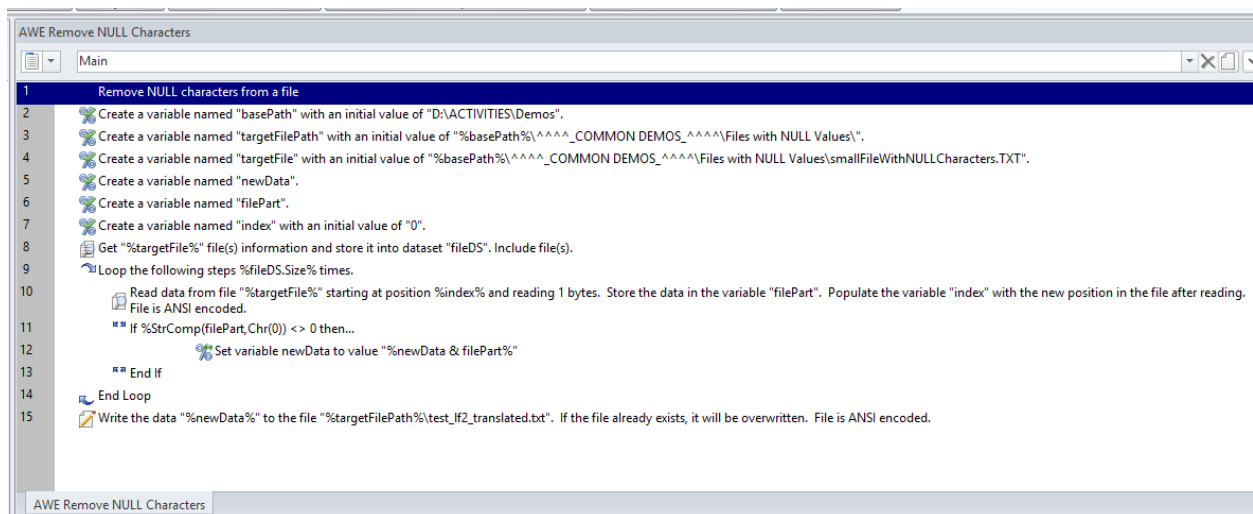 AWE Remove NULL Characters
Main
1 Remove NULL characters from a file
2 Create a variable named "basePath" with an initial value of "D:\ACTIVITIES\Demos".
3 Create a variable named "targetFilePath" with an initial value of "%basePath%\^^^^_COMMON DEMOS_^^^^\Files with NULL Values\".
4 Create a variable named "targetFile" with an initial value of "%basePath%\^^^^_COMMON DEMOS_^^^^\Files with NULL Values\smallFileWithNULLCharacters.TXT".
5 Create a variable named "newData".
6 Create a variable named "filePart".
7 Create a variable named "index" with an initial value of "0".
8 Get "%targetFile%" file(s) information and store it into dataset "fileDS". Include file(s).
9 Loop the following steps %fileDS.Size% times.
10 Read data from file "%targetFile%" starting at position %index% and reading 1 bytes.  Store the data in the variable "filePart".  Populate the variable "index" with the new position in the file after reading.
File is ANSI encoded.
11 If %StrComp(filePart,Chr(0)) <> 0 then...
12 Set variable newData to value "%newData & filePart%"
13 End If
14 End Loop
15 Write the data "%newData%" to the file "%targetFilePath%\test_lf2_translated.txt".  If the file already exists, it will be overwritten.  File is ANSI encoded.
AWE Remove NULL Characters